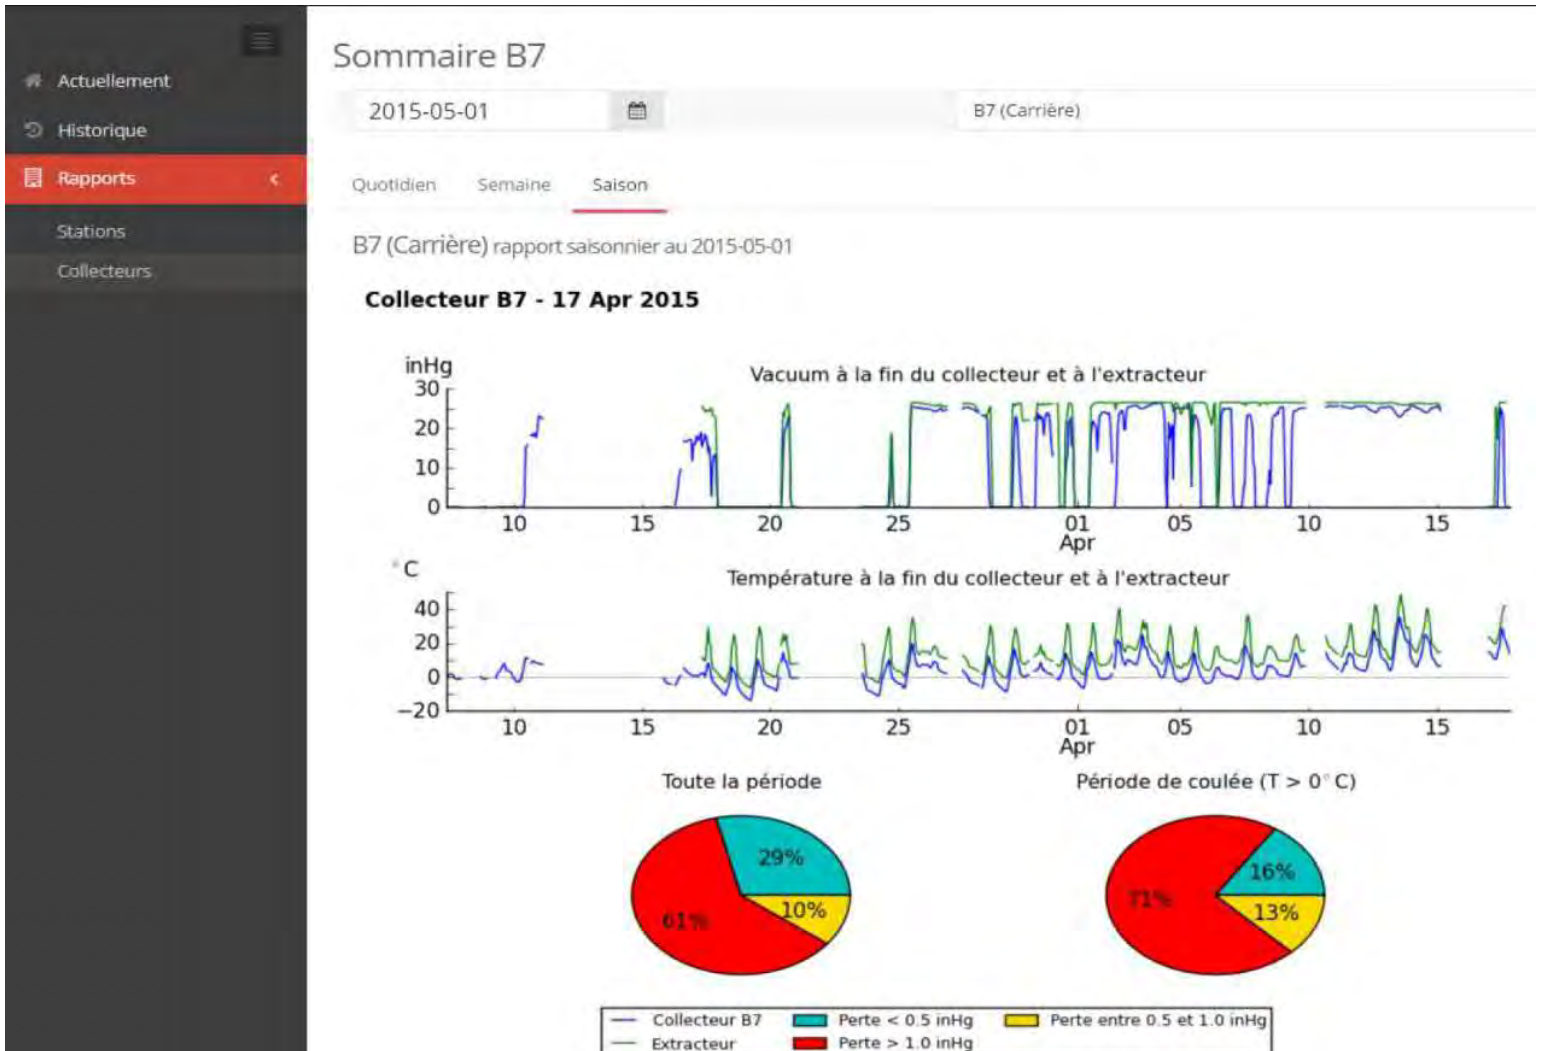 Sommaire B7
Actuellement
2015-05-01
B7 (Carrière)
Historique
Rapports
Quotidien Semaine Saison
Stations
B7 (Carrière) rapport saisonnier au 2015-05-01
Collecteurs
Collecteur B7 - 17 Apr 2015
inHg
Vacuum à la fin du collecteur et à l'extracteur
30
20
10
0
10 15 20 25 01 05 10 15
Apr
°C
Température à la fin du collecteur et à l'extracteur
40
20
0
−20
10 15 20 25 01 05 10 15
Apr
Toute la période
Période de coulée (T > 0°C)
29%
10%
61%
16%
13%
71%
Collecteur B7 Perte < 0.5 inHg Perte entre 0.5 et 1.0 inHg
Extracteur Perte > 1.0 inHg